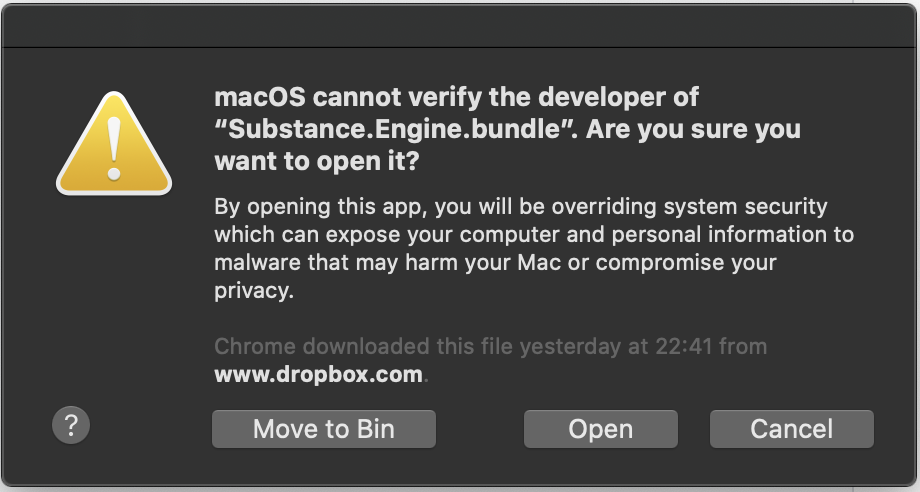 macOS cannot verify the developer of
“Substance.Engine.bundle”. Are you sure you
want to open it?
By opening this app, you will be overriding system security
which can expose your computer and personal information to
malware that may harm your Mac or compromise your
privacy.
Chrome downloaded this file yesterday at 22:41 from
www.dropbox.com.
?
Move to Bin
Open
Cancel